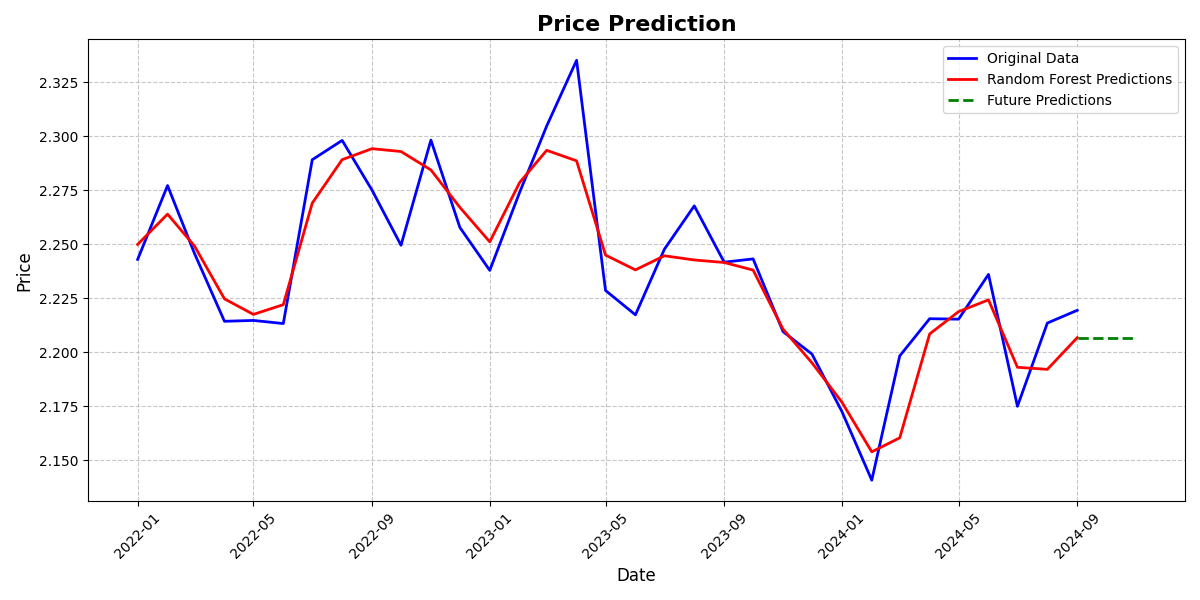 Price Prediction
Original Data
Random Forest Predictions
Future Predictions
Price
2.325
2.300
2.275
2.250
2.225
2.200
2.175
2.150
2022-01
2022-05
2022-09
2023-01
2023-05
2023-09
2024-01
2024-05
2024-09
Date